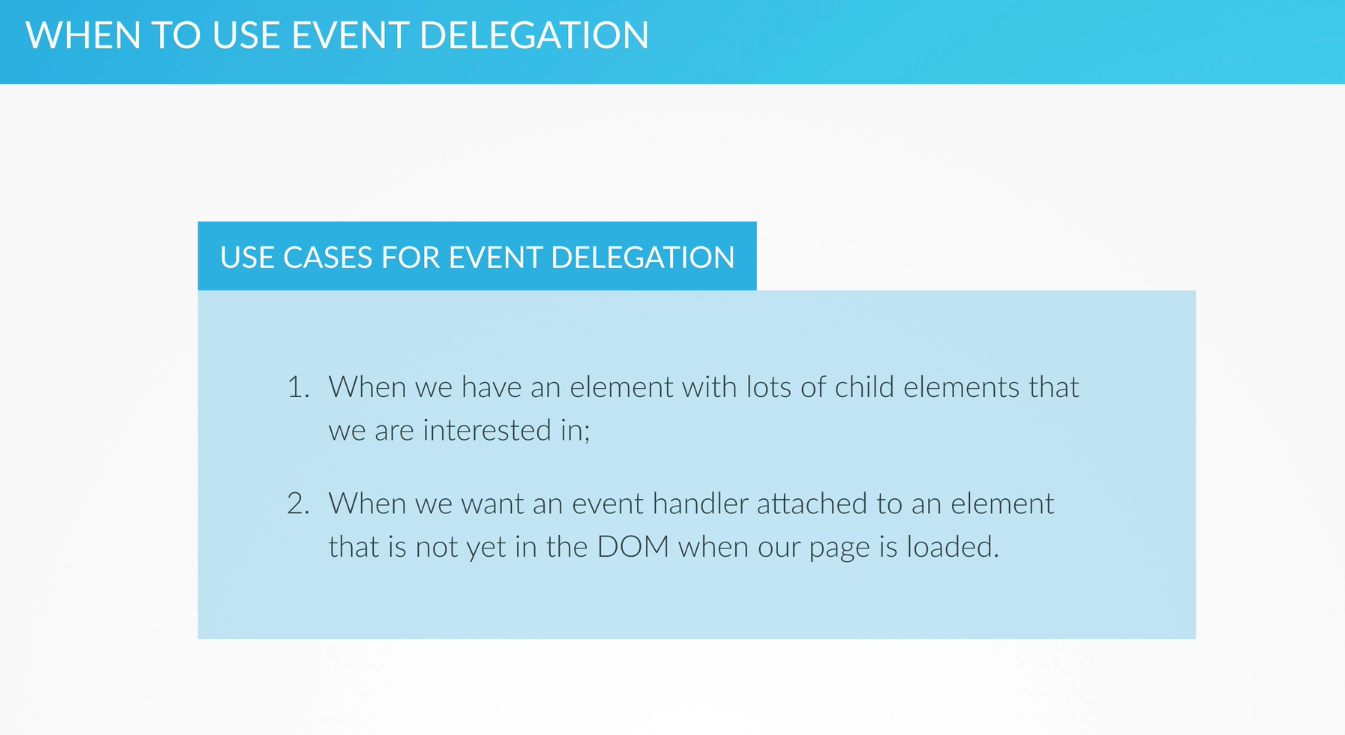 WHEN TO USE EVENT DELEGATION
USE CASES FOR EVENT DELEGATION
1. When we have an element with lots of child elements that
we are interested in;
2. When we want an event handler attached to an element
that is not yet in the DOM when our page is loaded.